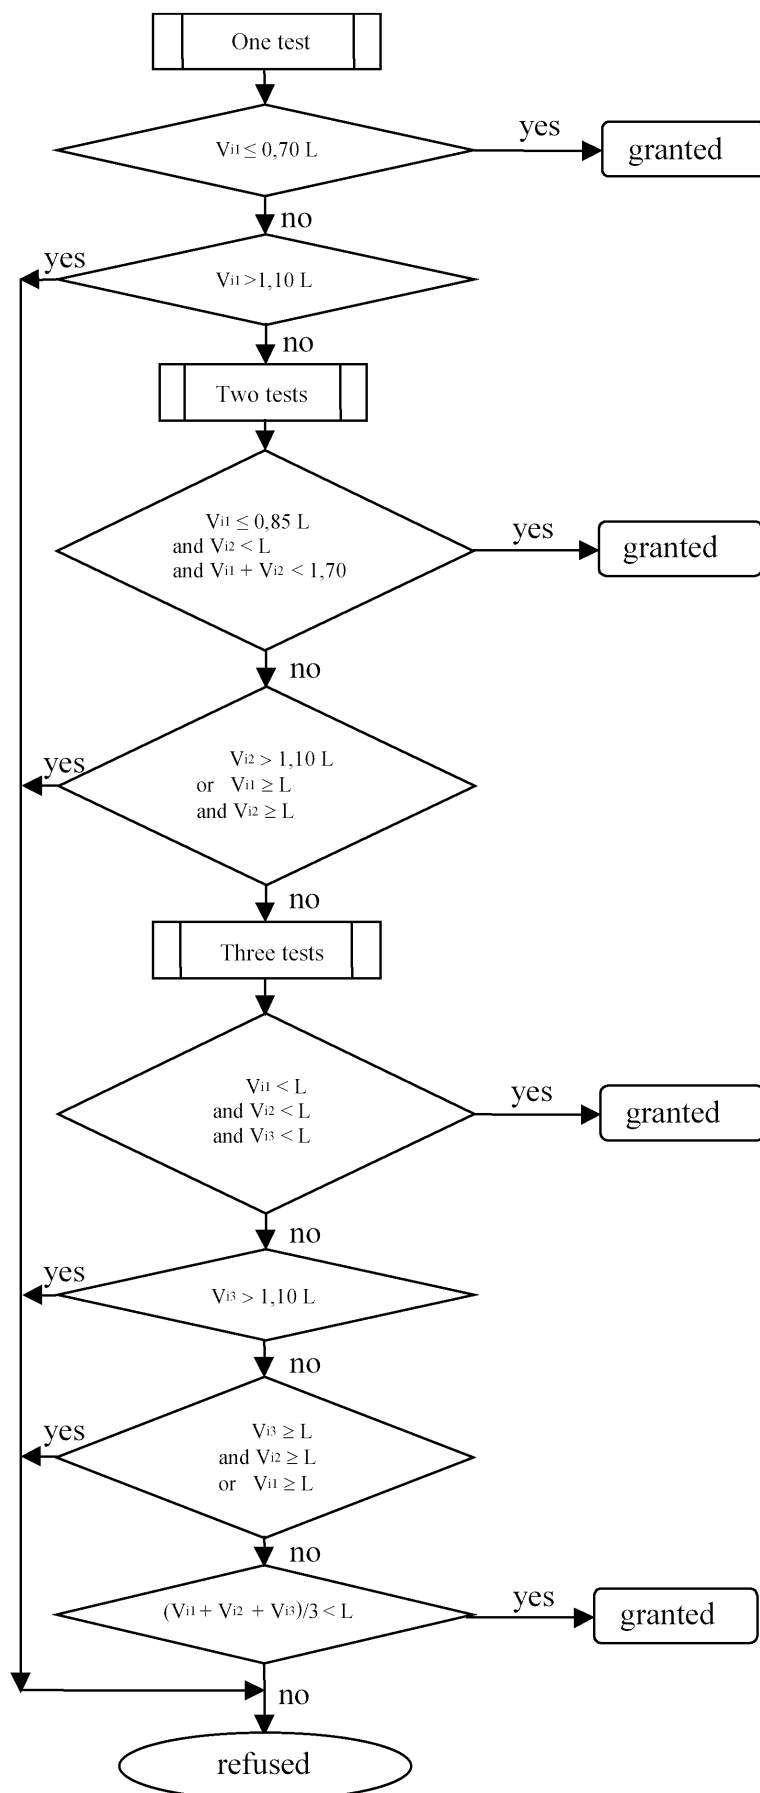 One test
Vi1 ≤ 0,70 L
yes
granted
no
yes
Vi1 >1,10 L
no
Two tests
Vi1 ≤ 0,85 L
and Vi2 < L
and Vi1 + Vi2 < 1,70
yes
granted
no
yes
Vi2 > 1,10 L
or Vi1 ≥ L
and Vi2 ≥ L
no
Three tests
Vi1 < L
and Vi2 < L
and Vi3 < L
yes
granted
no
yes
Vi3 > 1,10 L
no
yes
Vi3 ≥ L
and Vi2 ≥ L
or Vi1 ≥ L
no
(Vi1 + Vi2 + Vi3)/3 < L
yes
granted
no
refused